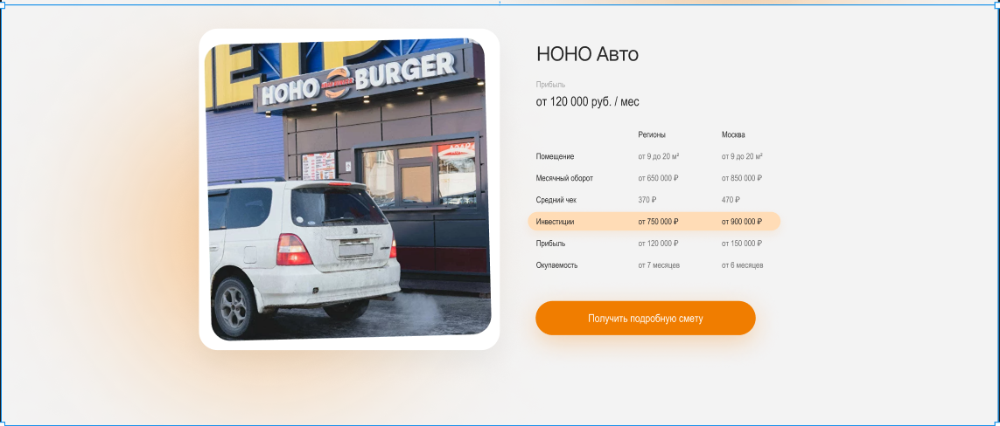 HOHO BURGER
НОНО Авто
Прибыль
от 120 000 руб. / мес
Регионы Москва
Помещение от 9 до 20 м² от 9 до 20 м²
Месячный оборот от 650 000 ₽ от 850 000 ₽
Средний чек 370 ₽ 470 ₽
Инвестиции от 750 000 ₽ от 900 000 ₽
Прибыль от 120 000 ₽ от 150 000 ₽
Окупаемость от 7 месяцев от 6 месяцев
Получить подробную смету